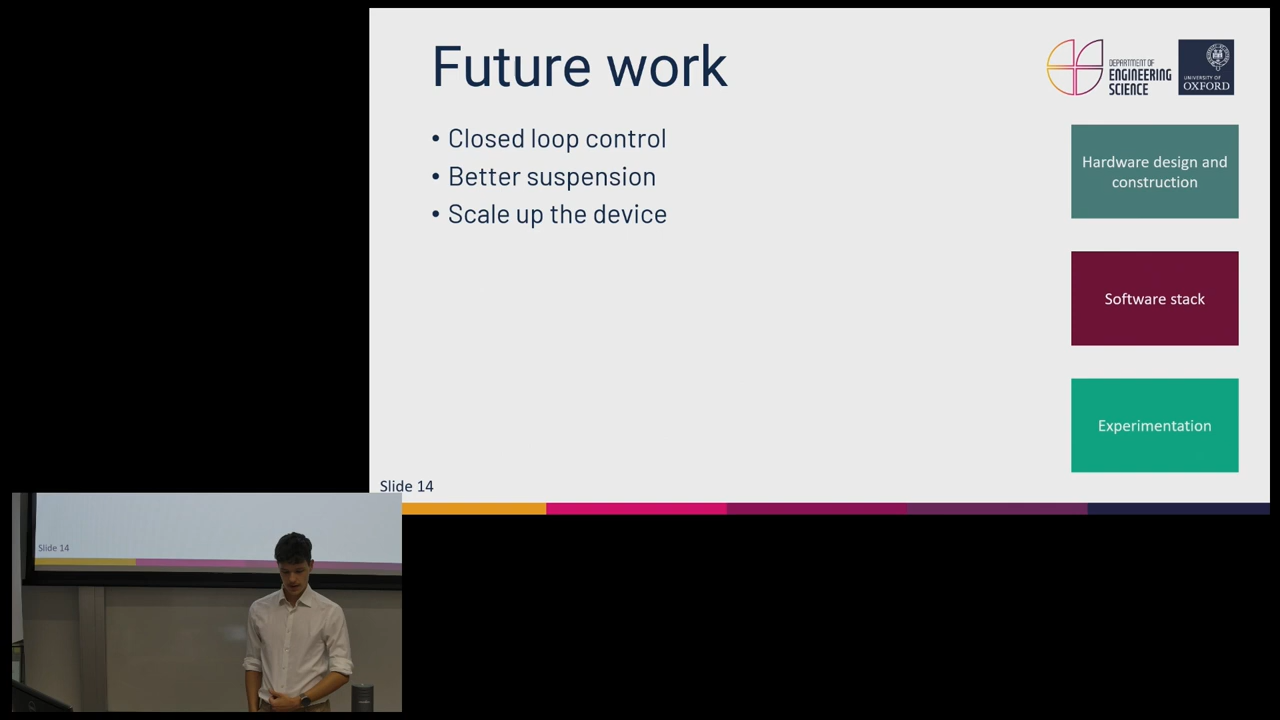 Future work
DEPARTMENT OF
ENGINEERING
SCIENCE
UNIVERSITY OF
OXFORD
• Closed loop control
• Better suspension
• Scale up the device
Hardware design and
construction
Software stack
Experimentation
Slide 14
Slide 14